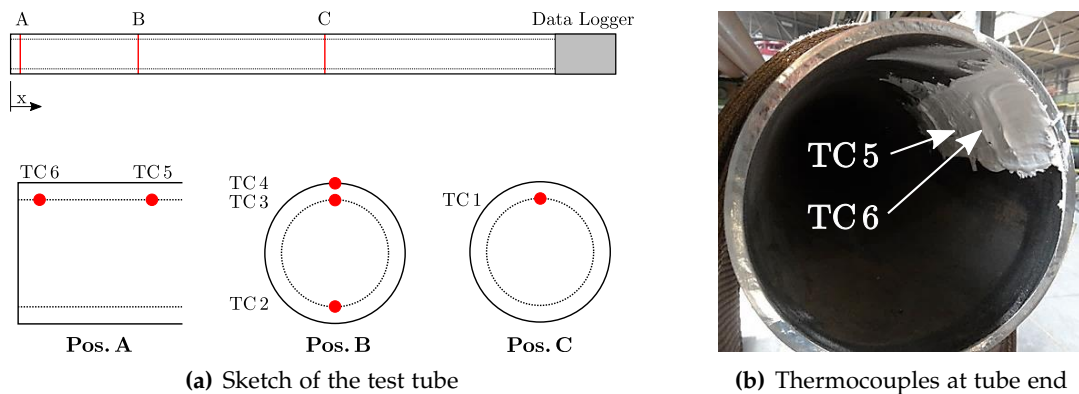 A B C Data Logger
x
TC 6 TC 5
TC 4
TC 3
TC 2
TC 1
Pos. A Pos. B Pos. C
(a) Sketch of the test tube
TC 5
TC 6
(b) Thermocouples at tube end